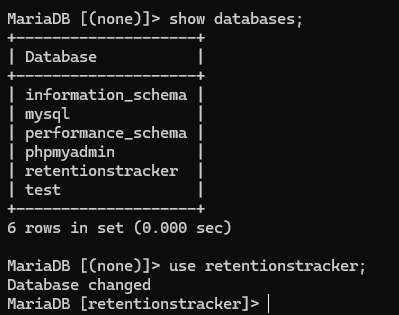 MariaDB [(none)]> show databases;
+--------------------+
| Database           |
+--------------------+
| information_schema |
| mysql              |
| performance_schema |
| phpmyadmin         |
| retentionstracker  |
| test               |
+--------------------+
6 rows in set (0.000 sec)

MariaDB [(none)]> use retentionstracker;
Database changed
MariaDB [retentionstracker]>